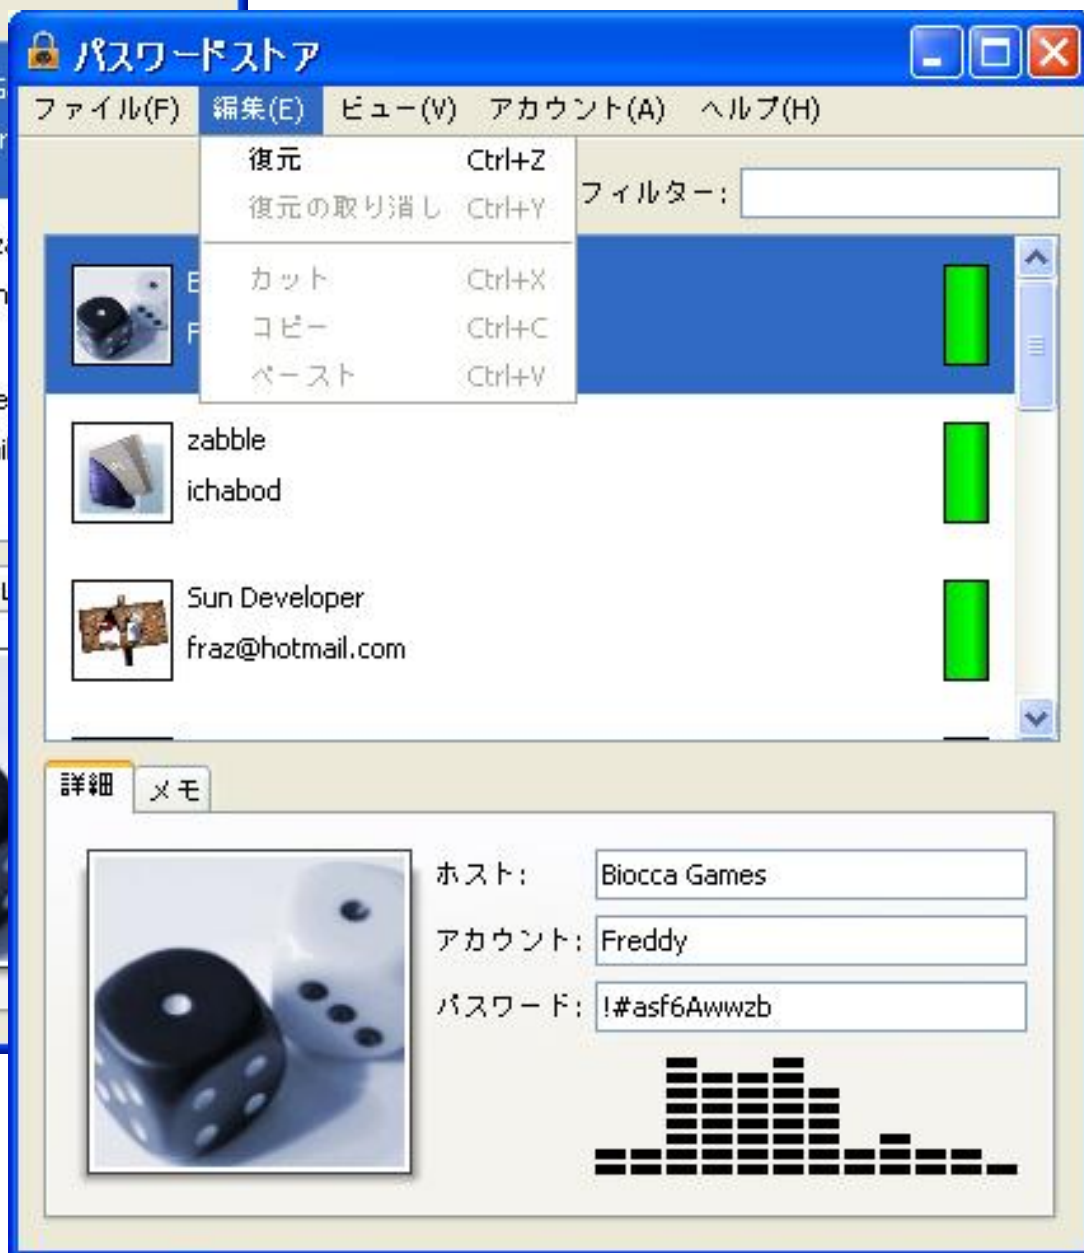 パスワードストア
ファイル(F) 編集(E) ビュー(V) アカウント(A) ヘルプ(H)
復元 Ctrl+Z
復元の取り消し Ctrl+Y
フィルター:
カット Ctrl+X
コピー Ctrl+C
ペースト Ctrl+V
zabble
ichabod
Sun Developer
fraz@hotmail.com
詳細 メモ
ホスト: Biocca Games
アカウント: Freddy
パスワード: !#asf6Awwzb